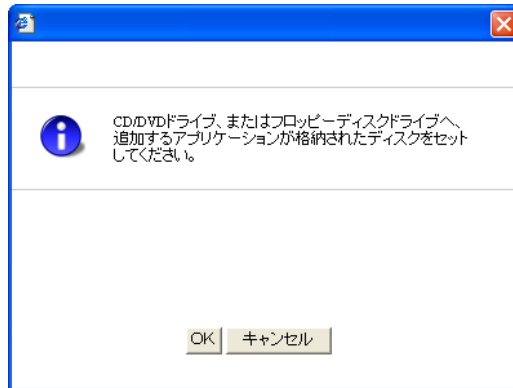 CD/DVDドライブ、またはフロッピーディスクドライブへ、
追加するアプリケーションが格納されたディスクをセット
してください。
OK
キャンセル